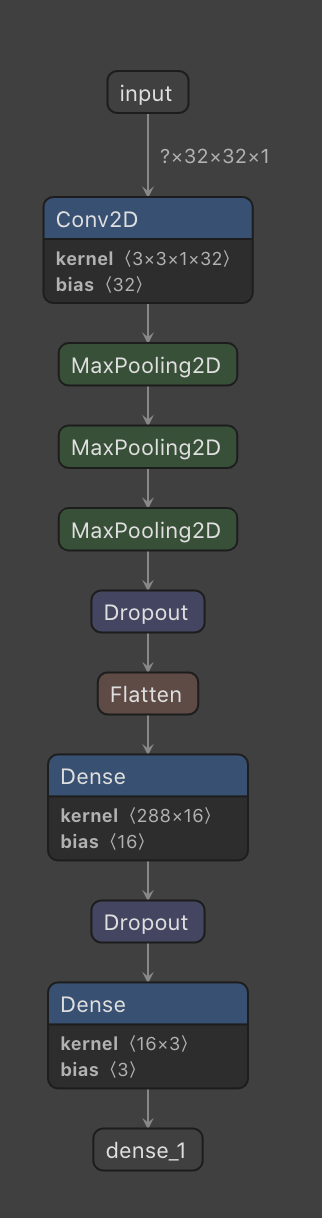 input
?×32×32×1
Conv2D
kernel 〈3×3×1×32〉
bias 〈32〉
MaxPooling2D
MaxPooling2D
MaxPooling2D
Dropout
Flatten
Dense
kernel 〈288×16〉
bias 〈16〉
Dropout
Dense
kernel 〈16×3〉
bias 〈3〉
dense_1